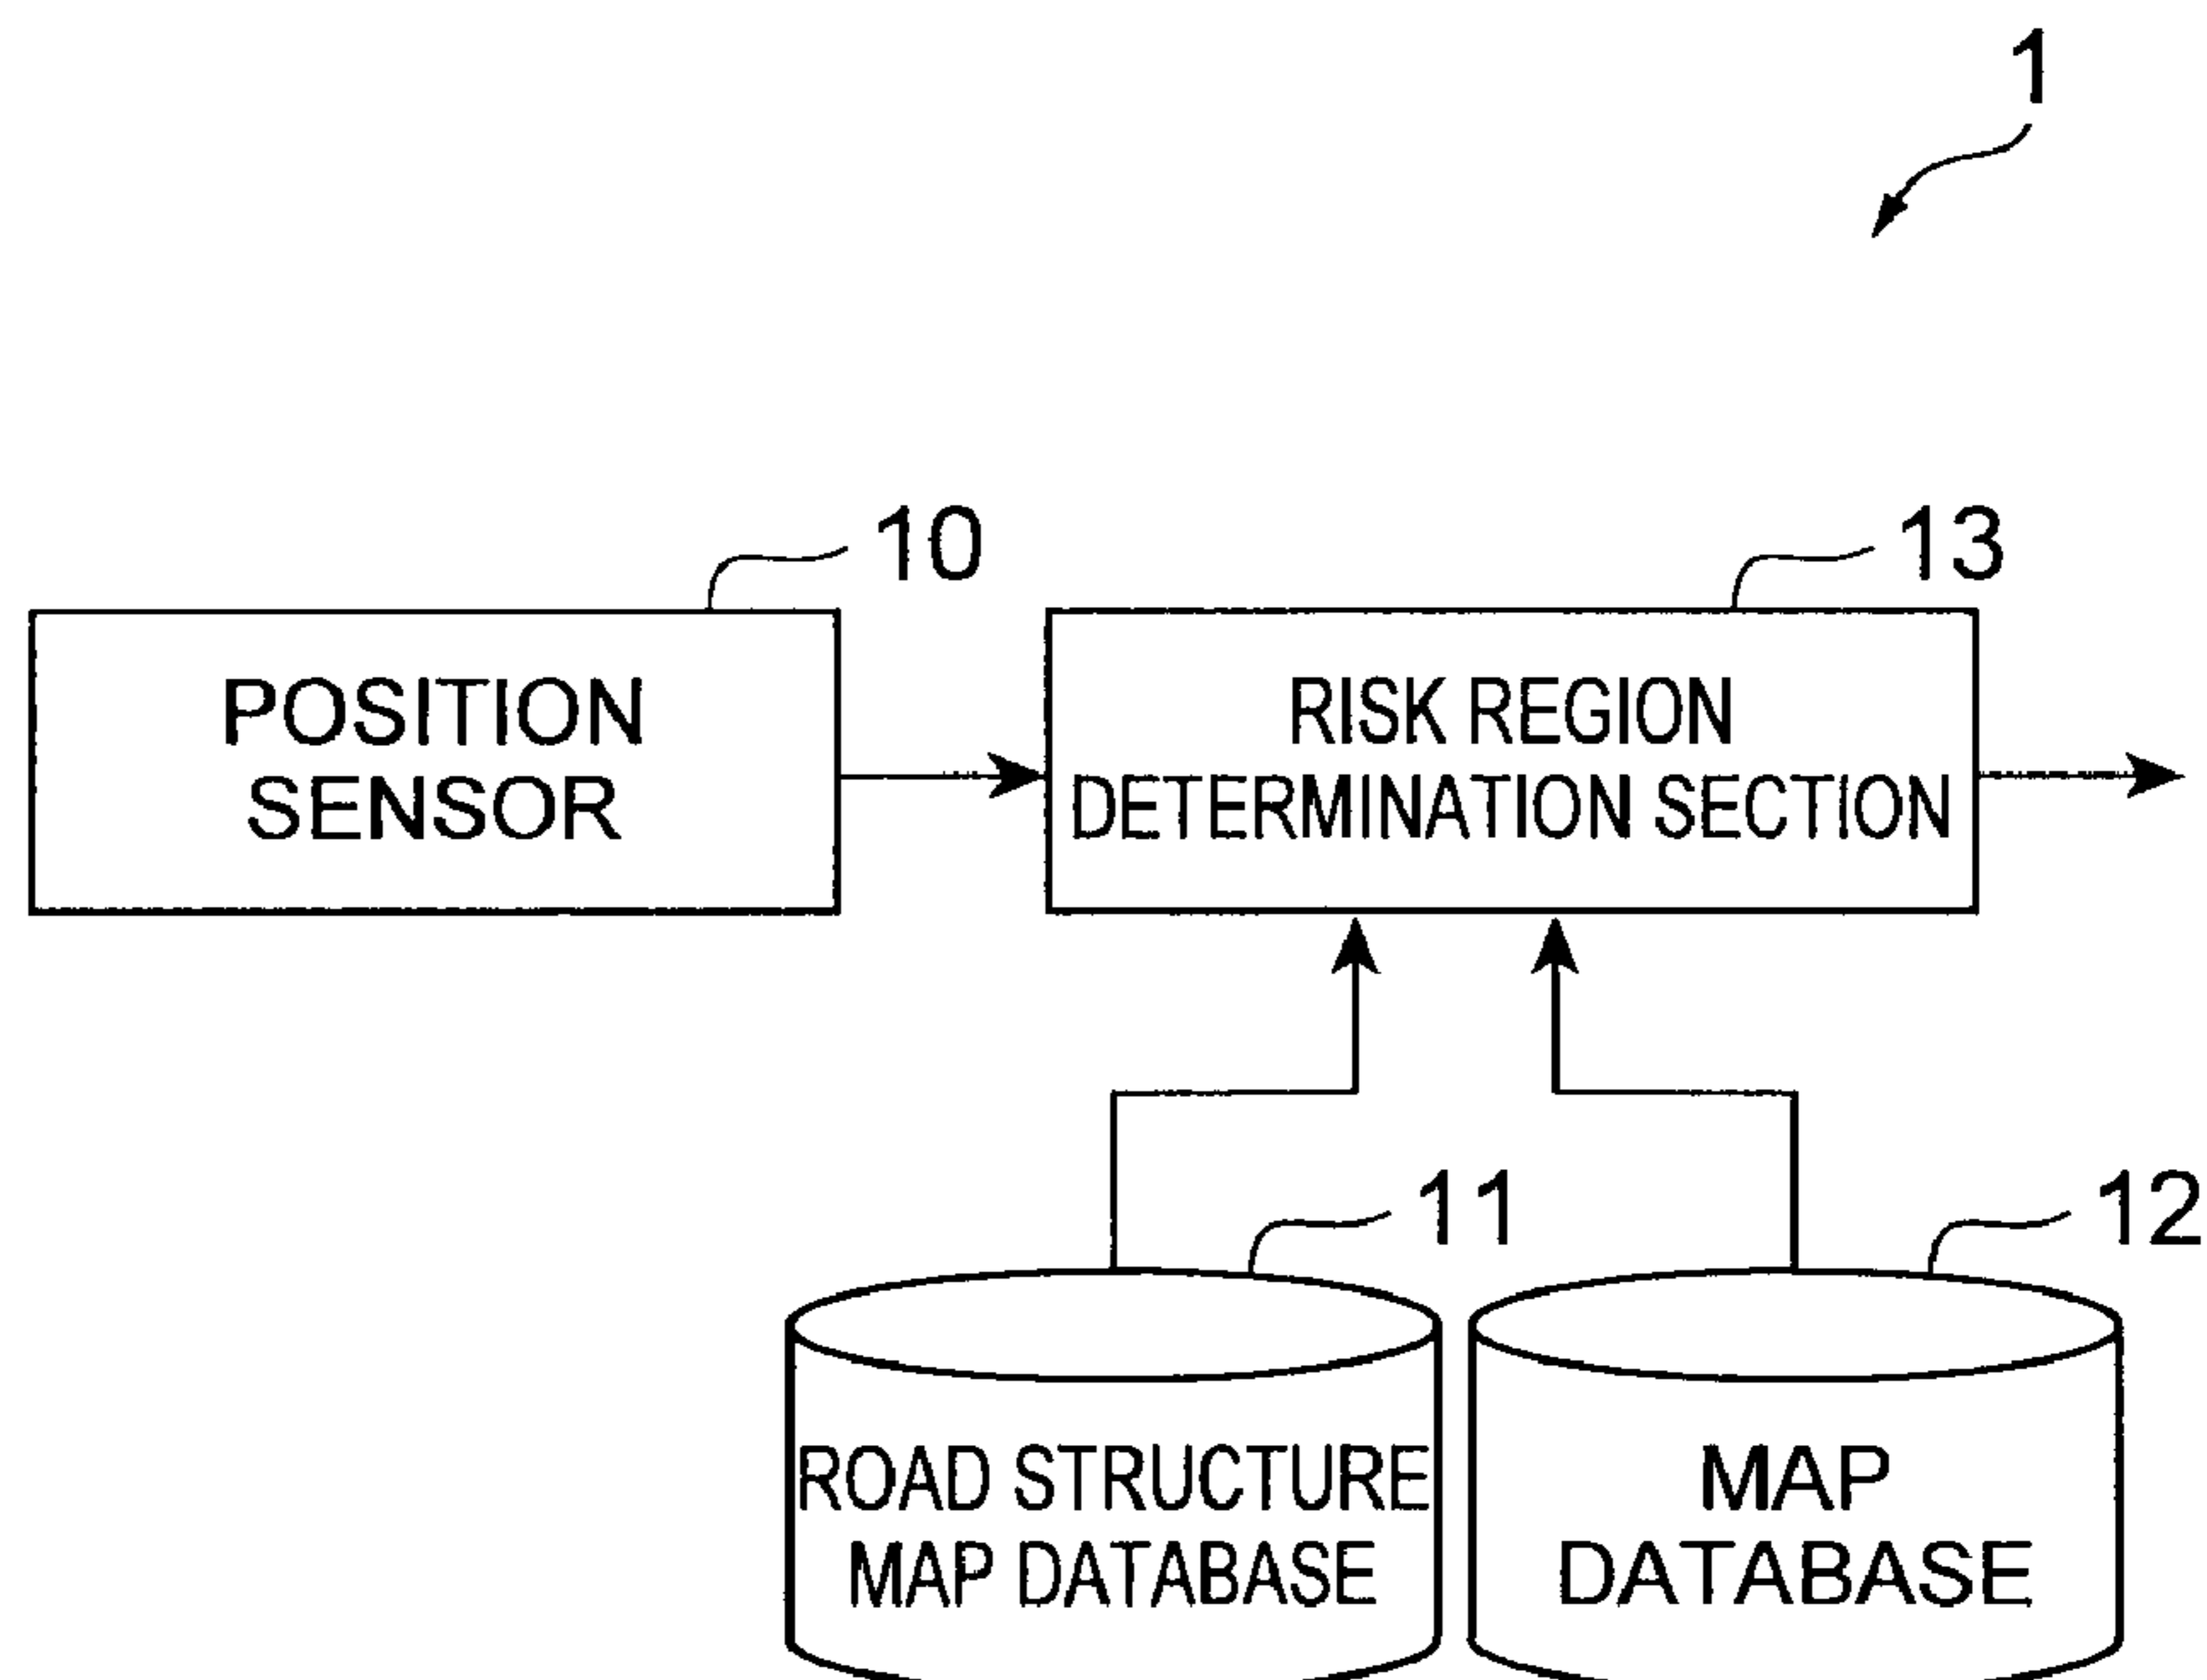 1
10
13
POSITION
SENSOR
RISK REGION
DETERMINATION SECTION
11
12
ROAD STRUCTURE
MAP DATABASE
MAP
DATABASE